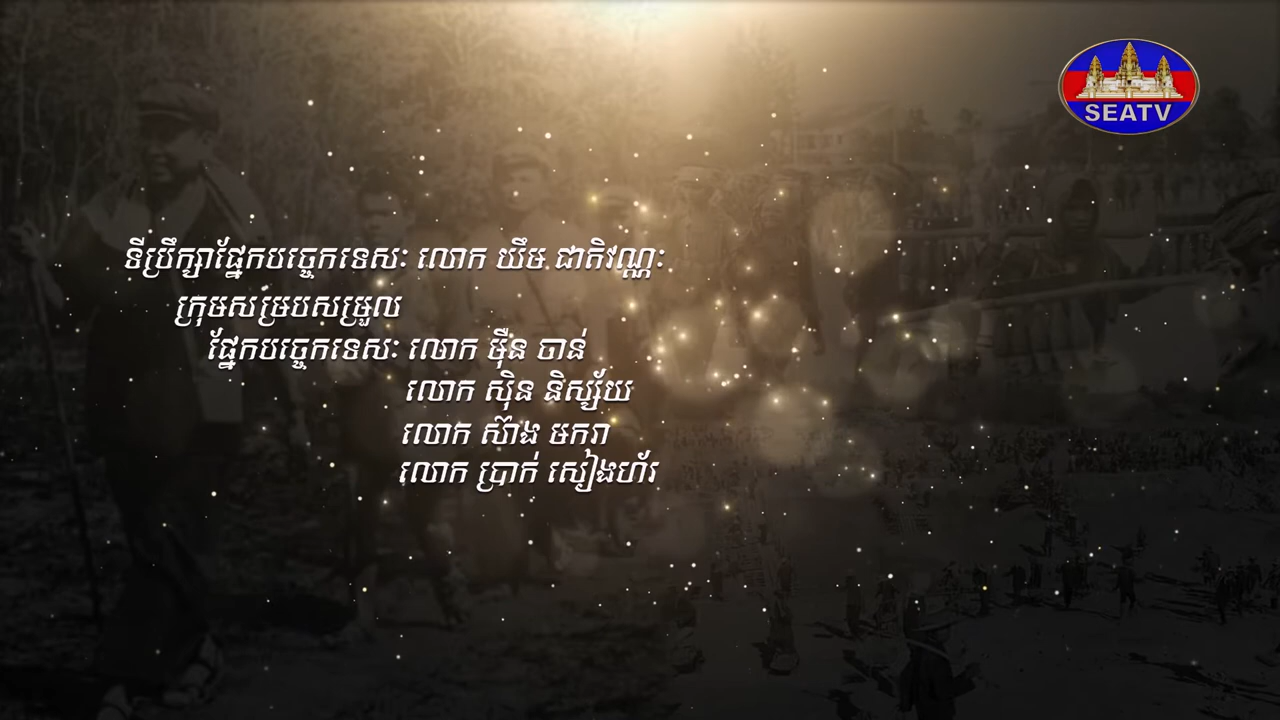 SEATV
ទីប្រឹក្សាផ្នែកបច្ចេកទេសៈ លោក ឃឹម ជាតិវណ្ណៈ
ក្រុមសម្របសម្រួល
ផ្នែកបច្ចេកទេសៈ លោក ម៉ឺន ចាន់
លោក ស៊ិន និស្ស័យ
លោក ស៊ាង មករា
លោក ប្រាក់ សៀងហ័រ